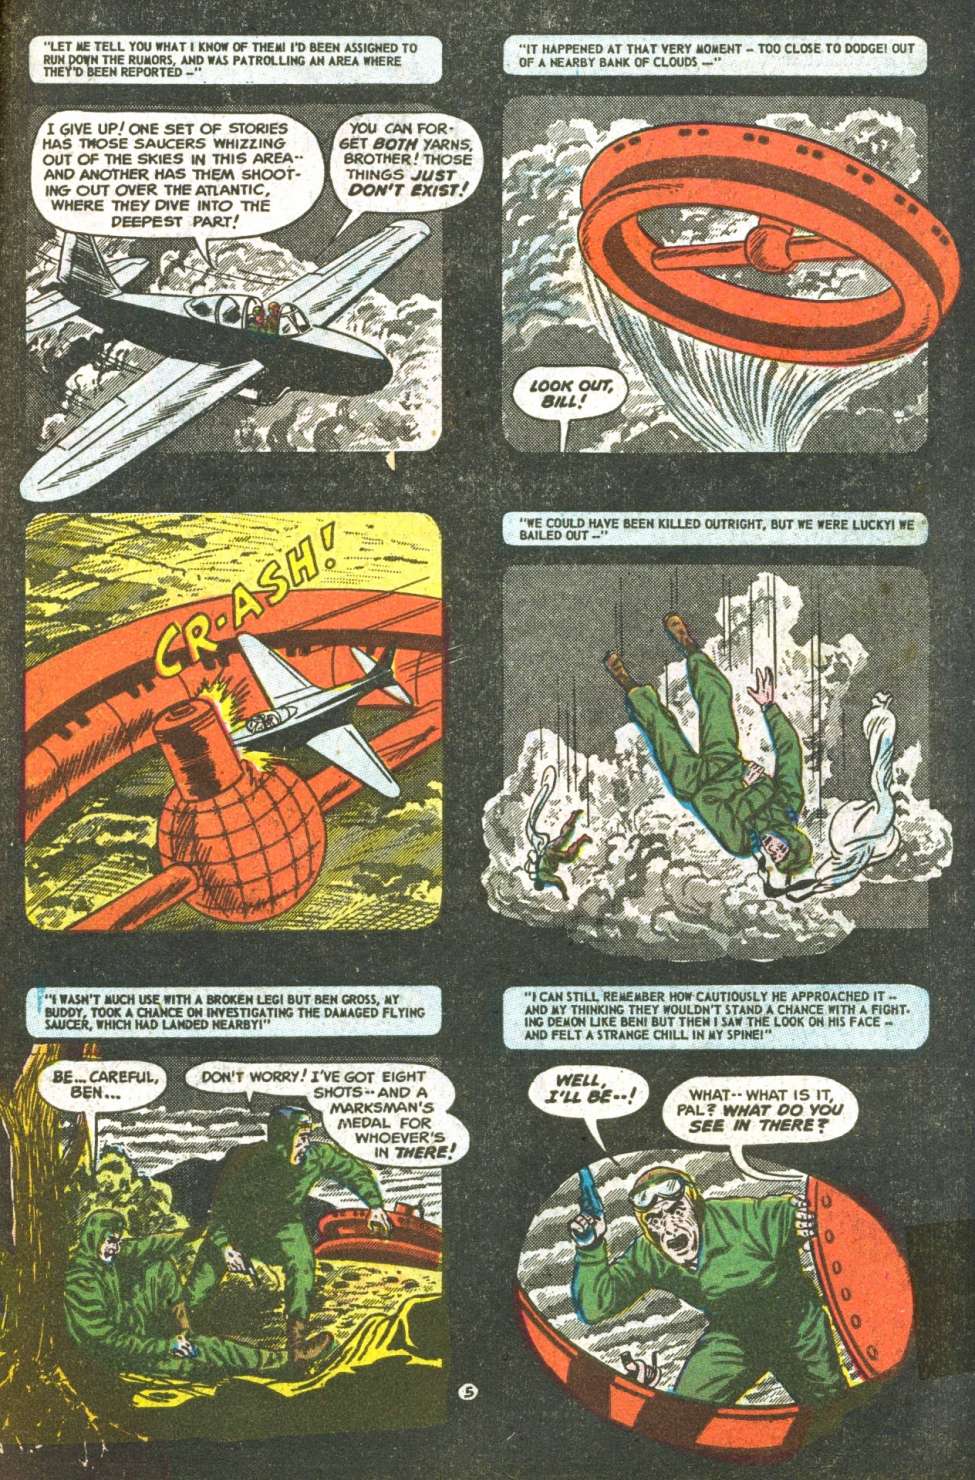 "LET ME TELL YOU WHAT I KNOW OF THEM! I'D BEEN ASSIGNED TO
RUN DOWN THE RUMORS, AND WAS PATROLLING AN AREA WHERE
THEY'D BEEN REPORTED —"
I GIVE UP! ONE SET OF STORIES
HAS THOSE SAUCERS WHIZZING
OUT OF THE SKIES IN THIS AREA--
AND ANOTHER HAS THEM SHOOT-
ING OUT OVER THE ATLANTIC,
WHERE THEY DIVE INTO THE
DEEPEST PART!
YOU CAN FOR-
GET BOTH YARNS,
BROTHER! THOSE
THINGS JUST
DON'T EXIST!
"IT HAPPENED AT THAT VERY MOMENT — TOO CLOSE TO DODGE! OUT
OF A NEARBY BANK OF CLOUDS —"
LOOK OUT,
BILL!
CR-ASH!
"WE COULD HAVE BEEN KILLED OUTRIGHT, BUT WE WERE LUCKY! WE
BAILED OUT —"
"I WASN'T MUCH USE WITH A BROKEN LEG! BUT BEN GROSS, MY
BUDDY, TOOK A CHANCE ON INVESTIGATING THE DAMAGED FLYING
SAUCER, WHICH HAD LANDED NEARBY!"
BE... CAREFUL,
BEN...
DON'T WORRY! I'VE GOT EIGHT
SHOTS-- AND A
MARKSMAN'S
MEDAL FOR
WHOEVER'S
IN THERE!
5
"I CAN STILL REMEMBER HOW CAUTIOUSLY HE APPROACHED IT —
AND MY THINKING THEY WOULDN'T STAND A CHANCE WITH A FIGHT-
ING DEMON LIKE BEN! BUT THEN I SAW THE LOOK ON HIS FACE —
AND FELT A STRANGE CHILL IN MY SPINE!"
WELL,
I'LL BE--!
WHAT-- WHAT IS IT,
PAL? WHAT DO YOU
SEE IN THERE?